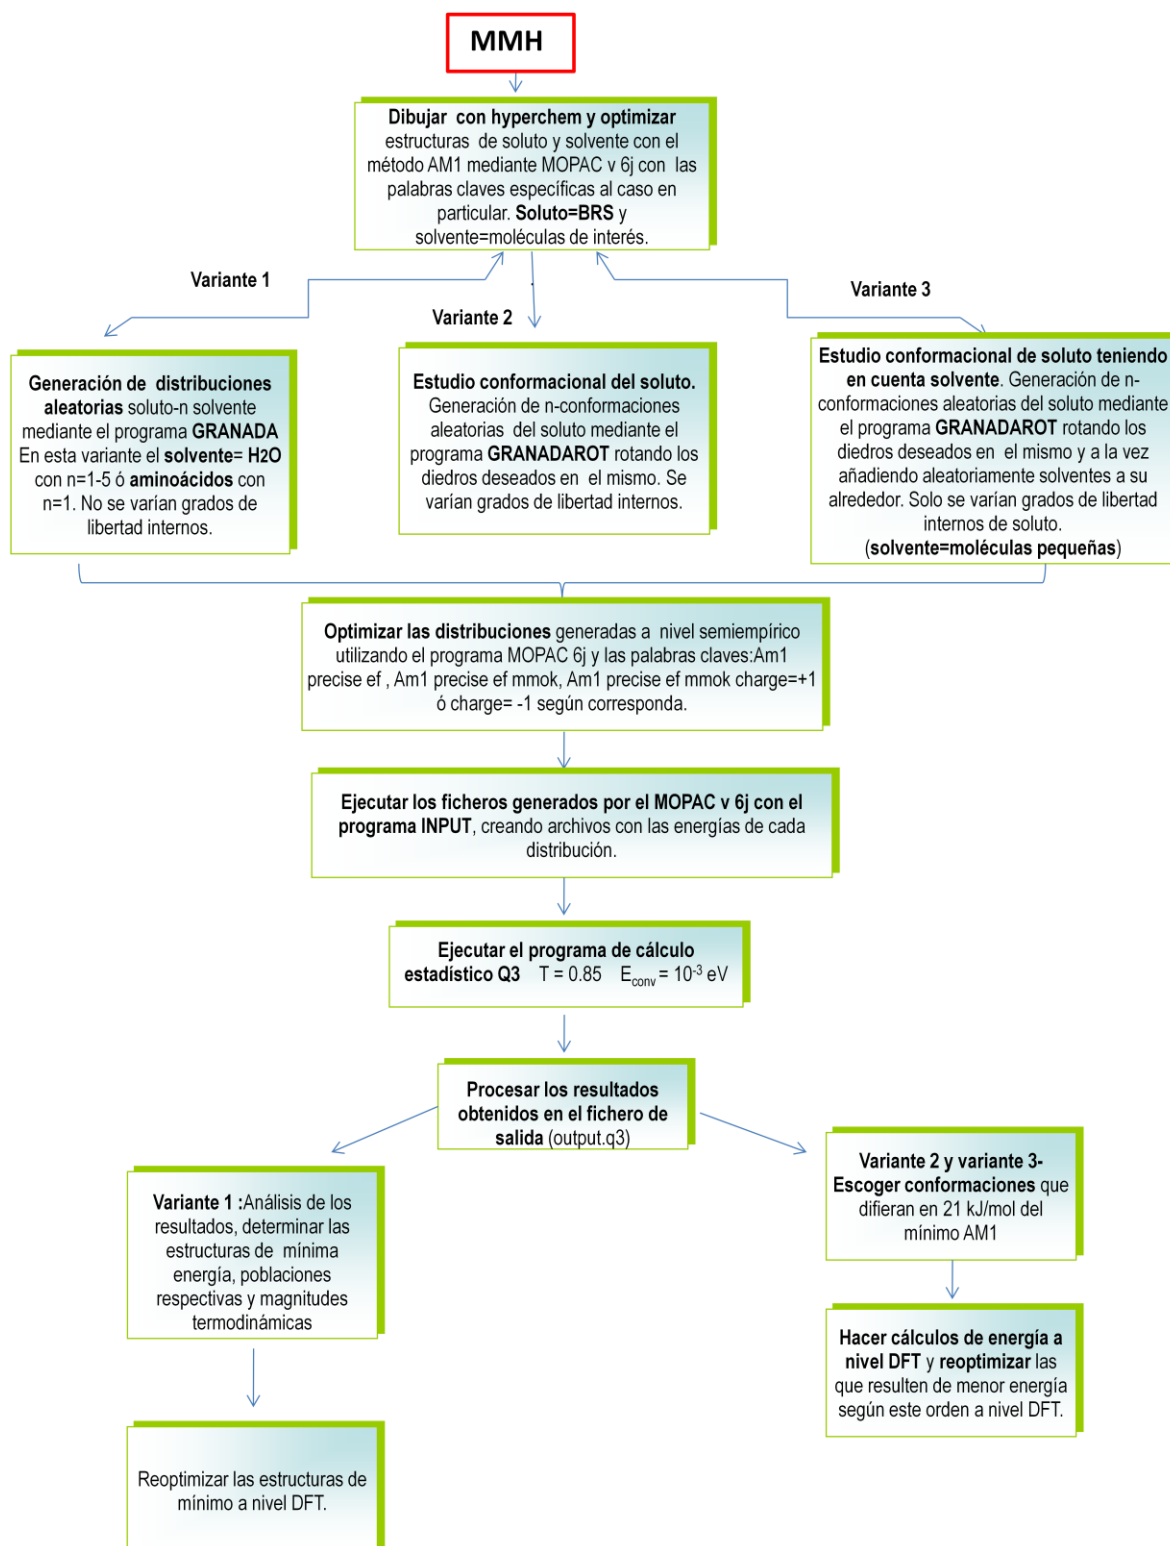 MMH
Dibujar con hyperchem y optimizar
estructuras de soluto y solvente con el
método AM1 mediante MOPAC v 6j con las
palabras claves específicas al caso en
particular. Soluto=BRS y
solvente=moléculas de interés.
Variante 1
Variante 2
Variante 3
Generación de distribuciones
aleatorias soluto-n solvente
mediante el programa GRANADA
En esta variante el solvente= H2O
con n=1-5 ó aminoácidos con
n=1. No se varían grados de
libertad internos.
Estudio conformacional del soluto.
Generación de n-conformaciones
aleatorias del soluto mediante el
programa GRANADAROT rotando los
diedros deseados en el mismo. Se
varían grados de libertad internos.
Estudio conformacional de soluto teniendo
en cuenta solvente. Generación de n-
conformaciones aleatorias del soluto mediante
el programa GRANADAROT rotando los
diedros deseados en el mismo y a la vez
añadiendo aleatoriamente solventes a su
alrededor. Solo se varían grados de libertad
internos de soluto.
(solvente=moléculas pequeñas)
Optimizar las distribuciones generadas a nivel semiempírico
utilizando el programa MOPAC 6j y las palabras claves:Am1
precise ef , Am1 precise ef mmok, Am1 precise ef mmok charge=+1
ó charge= -1 según corresponda.
Ejecutar los ficheros generados por el MOPAC v 6j con el
programa INPUT, creando archivos con las energías de cada
distribución.
Ejecutar el programa de cálculo
estadístico Q3 T = 0.85 E_conv = 10⁻³ eV
Procesar los resultados
obtenidos en el fichero de
salida (output.q3)
Variante 1 :Análisis de los
resultados, determinar las
estructuras de mínima
energía, poblaciones
respectivas y magnitudes
termodinámicas
Variante 2 y variante 3-
Escoger conformaciones que
difieran en 21 kJ/mol del
mínimo AM1
Hacer cálculos de energía a
nivel DFT y reoptimizar las
que resulten de menor energía
según este orden a nivel DFT.
Reoptimizar las estructuras de
mínimo a nivel DFT.